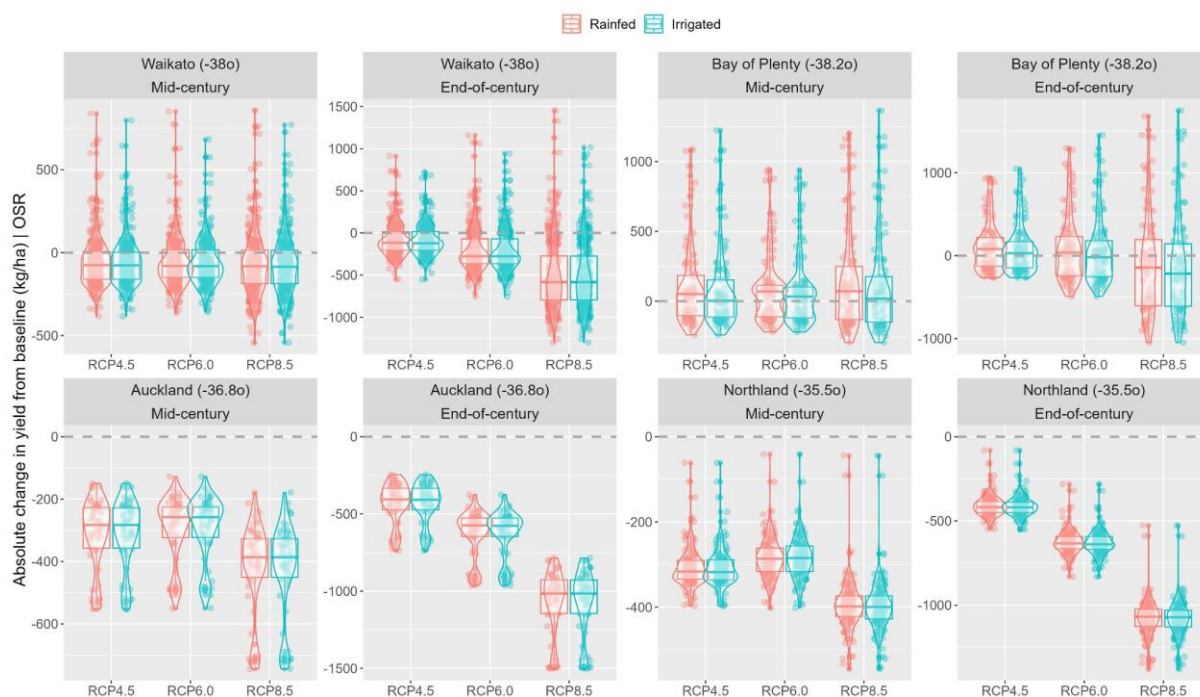 Rainfed Irrigated
Absolute change in yield from baseline (kg/ha) | OSR
Waikato (-38o)
Mid-century
500
0
-500
RCP4.5 RCP6.0 RCP8.5
Waikato (-38o)
End-of-century
1500
1000
500
0
-500
-1000
RCP4.5 RCP6.0 RCP8.5
Bay of Plenty (-38.2o)
Mid-century
1000
500
0
RCP4.5 RCP6.0 RCP8.5
Bay of Plenty (-38.2o)
End-of-century
1000
0
-1000
RCP4.5 RCP6.0 RCP8.5
Auckland (-36.8o)
Mid-century
0
-200
-400
-600
RCP4.5 RCP6.0 RCP8.5
Auckland (-36.8o)
End-of-century
0
-500
-1000
-1500
RCP4.5 RCP6.0 RCP8.5
Northland (-35.5o)
Mid-century
0
-200
-400
RCP4.5 RCP6.0 RCP8.5
Northland (-35.5o)
End-of-century
0
-500
-1000
RCP4.5 RCP6.0 RCP8.5